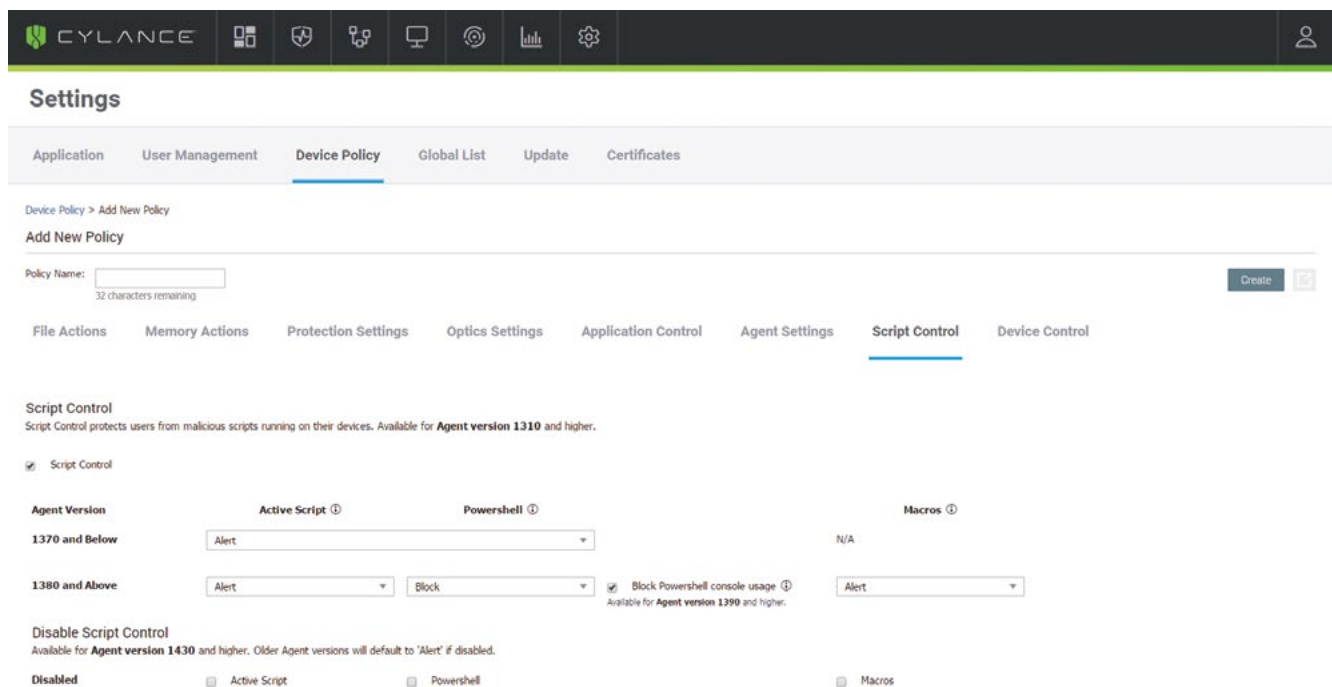 CYLANCE
Settings
Application User Management Device Policy Global List Update Certificates
Device Policy > Add New Policy
Add New Policy
Policy Name:
32 characters remaining
Create
File Actions Memory Actions Protection Settings Optics Settings Application Control Agent Settings Script Control Device Control
Script Control
Script Control protects users from malicious scripts running on their devices. Available for Agent version 1310 and higher.
Script Control
Agent Version Active Script Powershell Macros
1370 and Below Alert N/A
1380 and Above Alert Block Block Powershell console usage Alert
Available for Agent version 1390 and higher.
Disable Script Control
Available for Agent version 1430 and higher. Older Agent versions will default to 'Alert' if disabled.
Disabled Active Script Powershell Macros